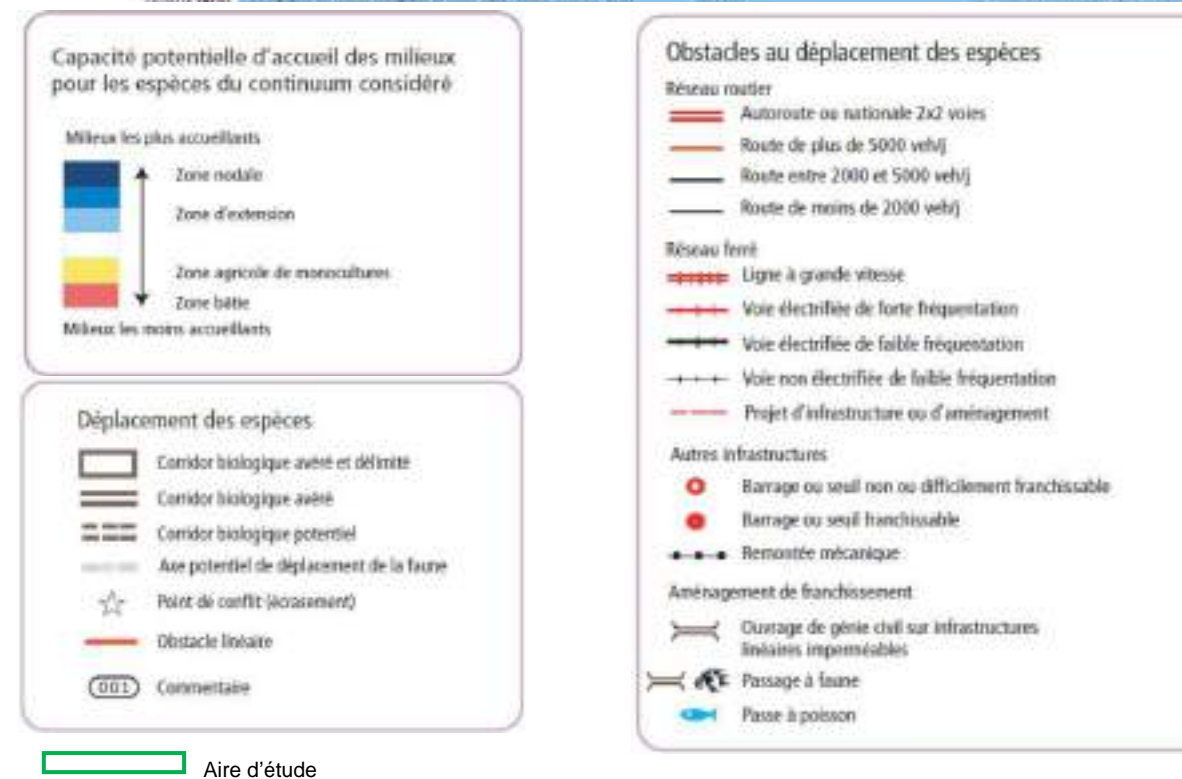 Capacité potentielle d'accueil des milieux
pour les espèces du continuum considéré
Milieux les plus accueillants
Zone nodale
Zone d'extension
Zone agricole de monocultures
Zone bâtie
Milieux les moins accueillants
Déplacement des espèces
Corridor biologique avéré et délimité
Corridor biologique avéré
Corridor biologique potentiel
Axe potentiel de déplacement de la faune
Point de conflit (écrasement)
Obstacle linéaire
001 Commentaire
Aire d'étude
Obstacles au déplacement des espèces
Réseau routier
Autoroute ou nationale 2x2 voies
Route de plus de 5000 veh/j
Route entre 2000 et 5000 veh/j
Route de moins de 2000 veh/j
Réseau ferré
Ligne à grande vitesse
Voie électrifiée de forte fréquentation
Voie électrifiée de faible fréquentation
Voie non électrifiée de faible fréquentation
Projet d'infrastructure ou d'aménagement
Autres infrastructures
Barrage ou seuil non ou difficilement franchissable
Barrage ou seuil franchissable
Remontée mécanique
Aménagement de franchissement
Ouvrage de génie civil sur infrastructures
linéaires imperméables
Passage à faune
Passe à poisson